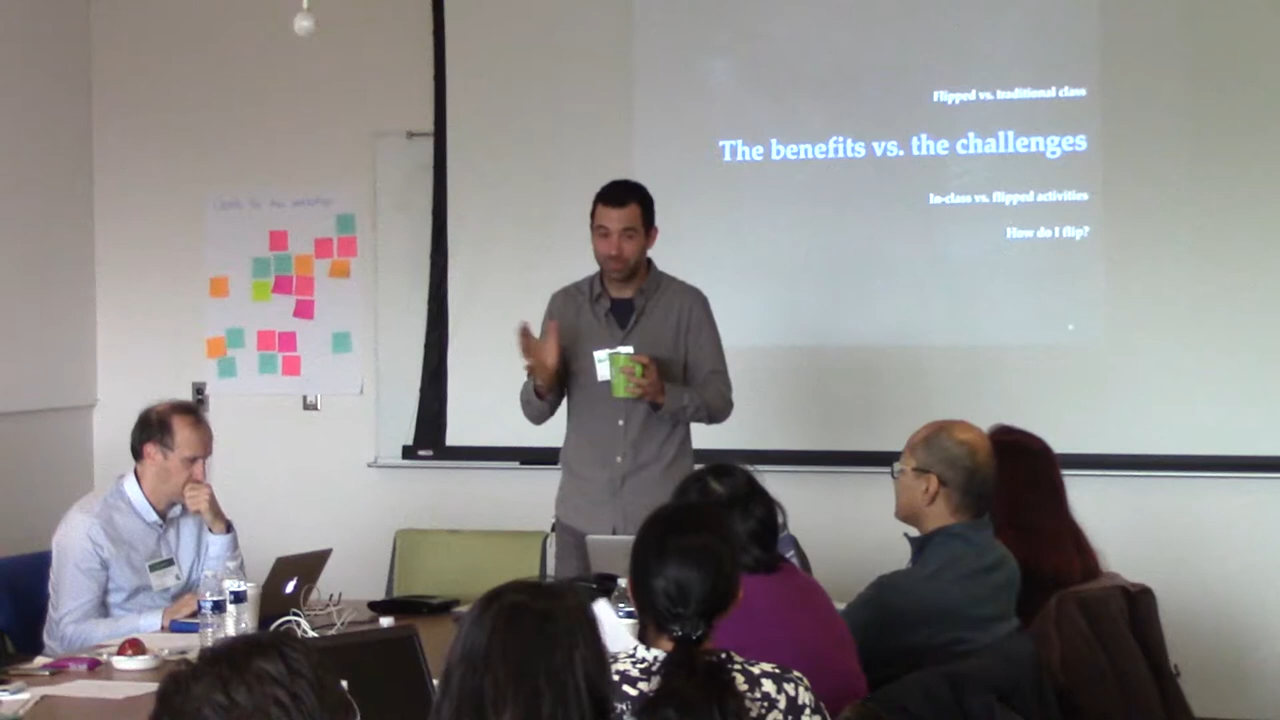 Flipped vs. traditional class
The benefits vs. the challenges
In-class vs. flipped activities
How do I flip?